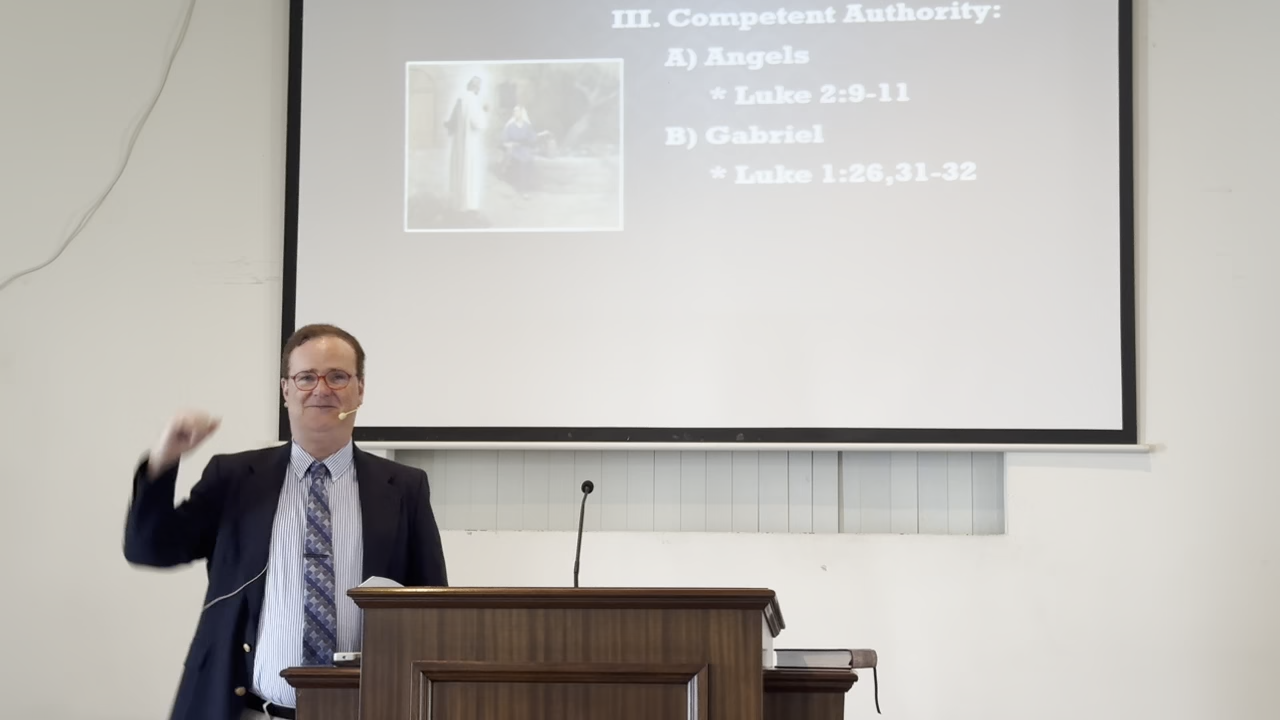 III. Competent Authority:
A) Angels
* Luke 2:9-11
B) Gabriel
* Luke 1:26,31-32